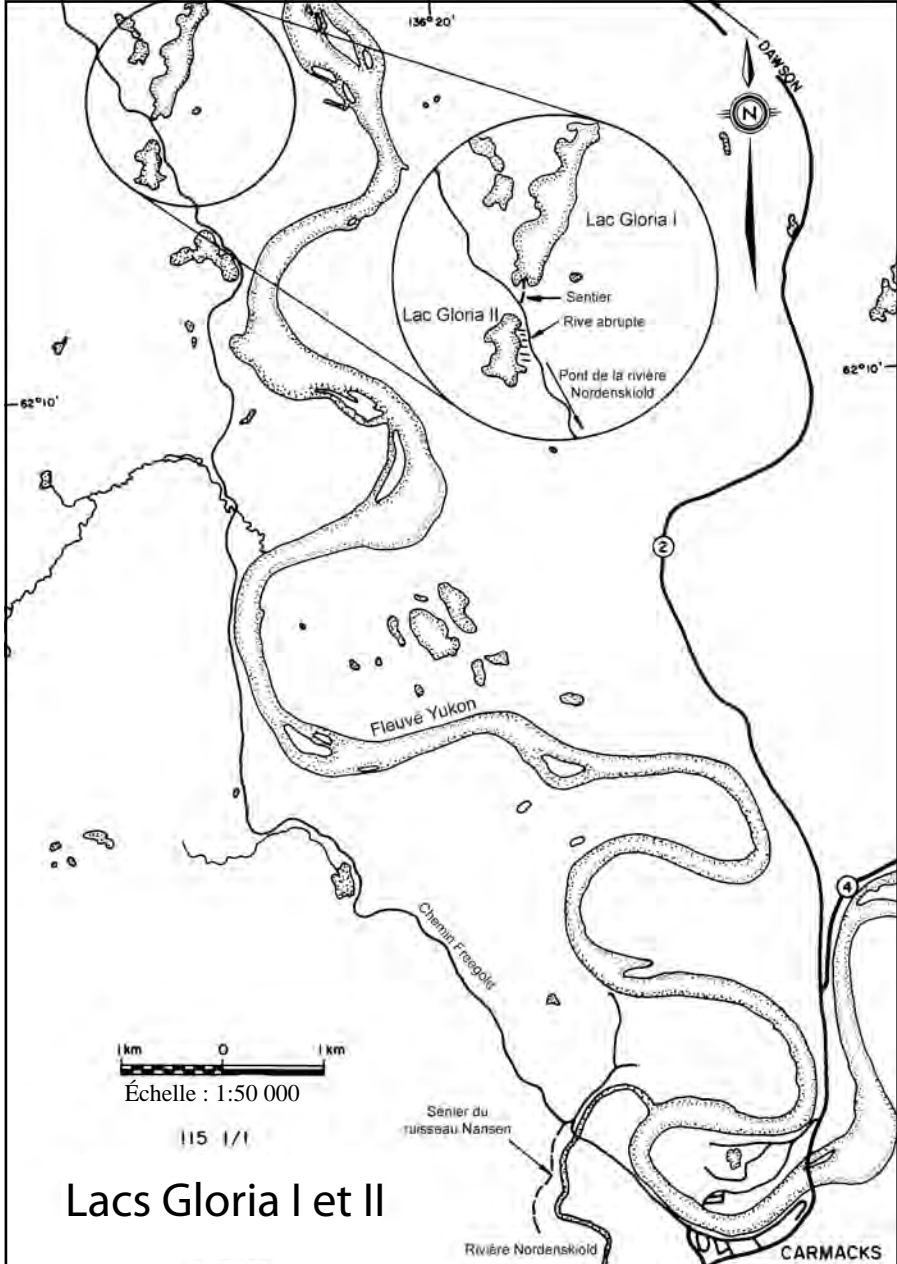 136° 20'
DAWSON
N
Lac Gloria I
Sentier
Lac Gloria II
Rive abrupte
Pont de la rivière
Nordenskiold
62° 10'
62° 10'
2
Fleuve Yukon
4
Chemin Freegold
1 km 0 1 km
Échelle : 1:50 000
115 I/1
Senier du
ruisseau Nansen
Lacs Gloria I et II
Rivière Nordenskiold
CARMACKS